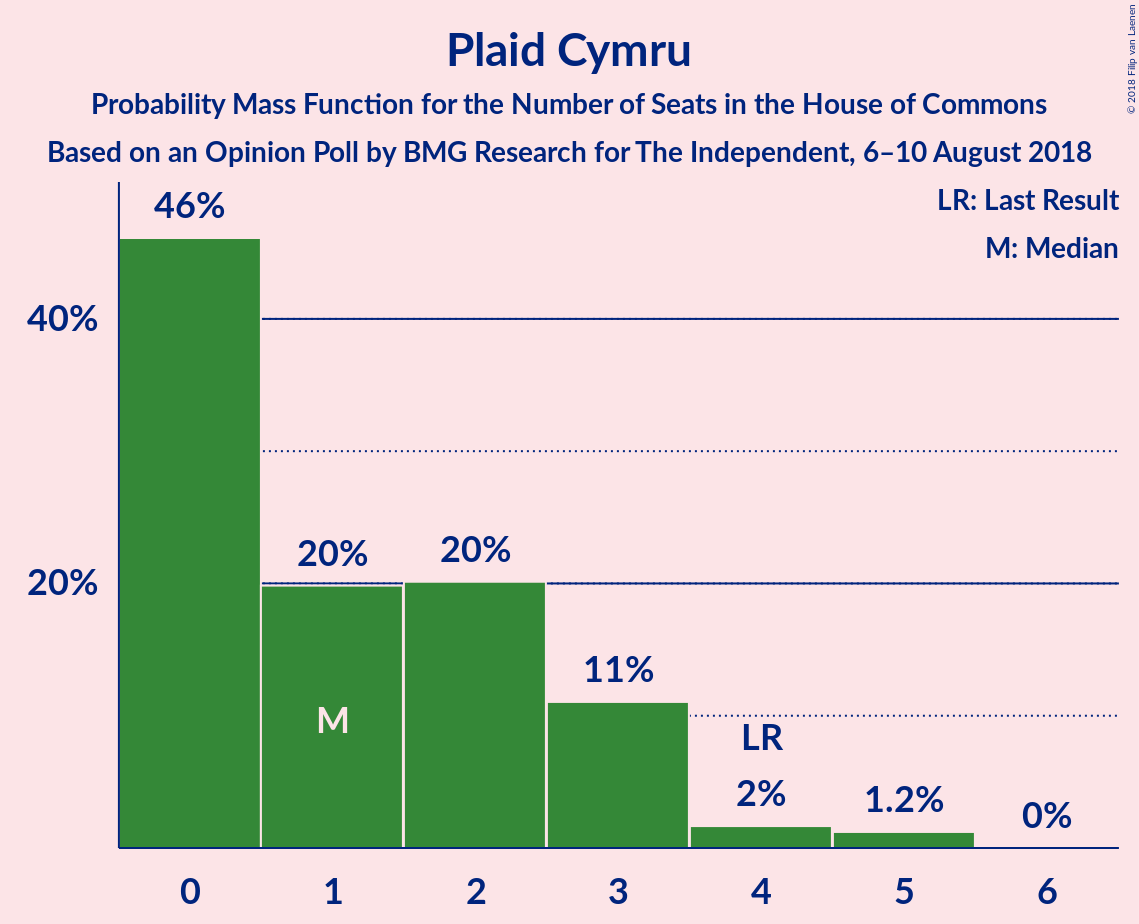 Plaid Cymru
Probability Mass Function for the Number of Seats in the House of Commons
Based on an Opinion Poll by BMG Research for The Independent, 6–10 August 2018
© 2018 Filip van Laenen
LR: Last Result
M: Median
46%
40%
20%
20%
20%
11%
M
LR
2%
1.2%
0%
0 1 2 3 4 5 6